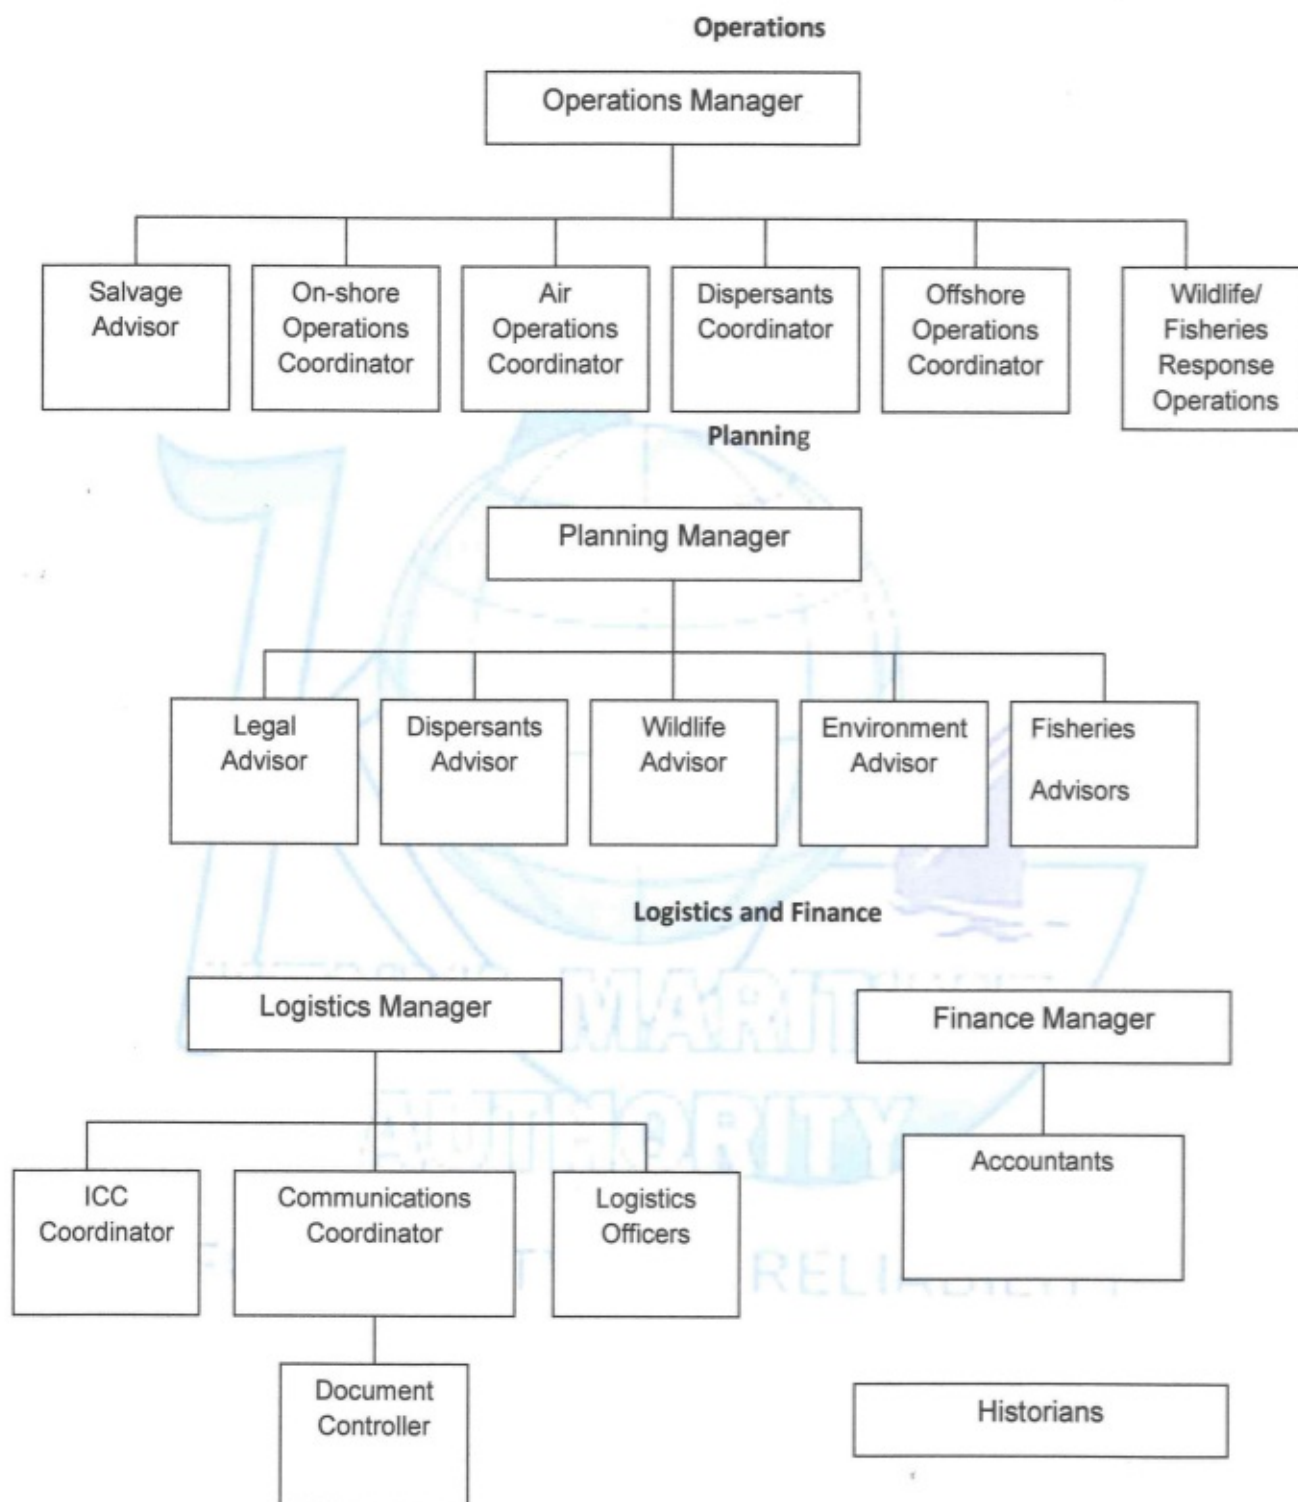 Operations
Operations Manager
Salvage
Advisor
On-shore
Operations
Coordinator
Air
Operations
Coordinator
Dispersants
Coordinator
Offshore
Operations
Coordinator
Wildlife/
Fisheries
Response
Operations
Planning
Planning Manager
Legal
Advisor
Dispersants
Advisor
Wildlife
Advisor
Environment
Advisor
Fisheries
Advisors
Logistics and Finance
Logistics Manager
Finance Manager
ICC
Coordinator
Communications
Coordinator
Logistics
Officers
Accountants
Document
Controller
Historians
AUTHORITY
RELIABILITY